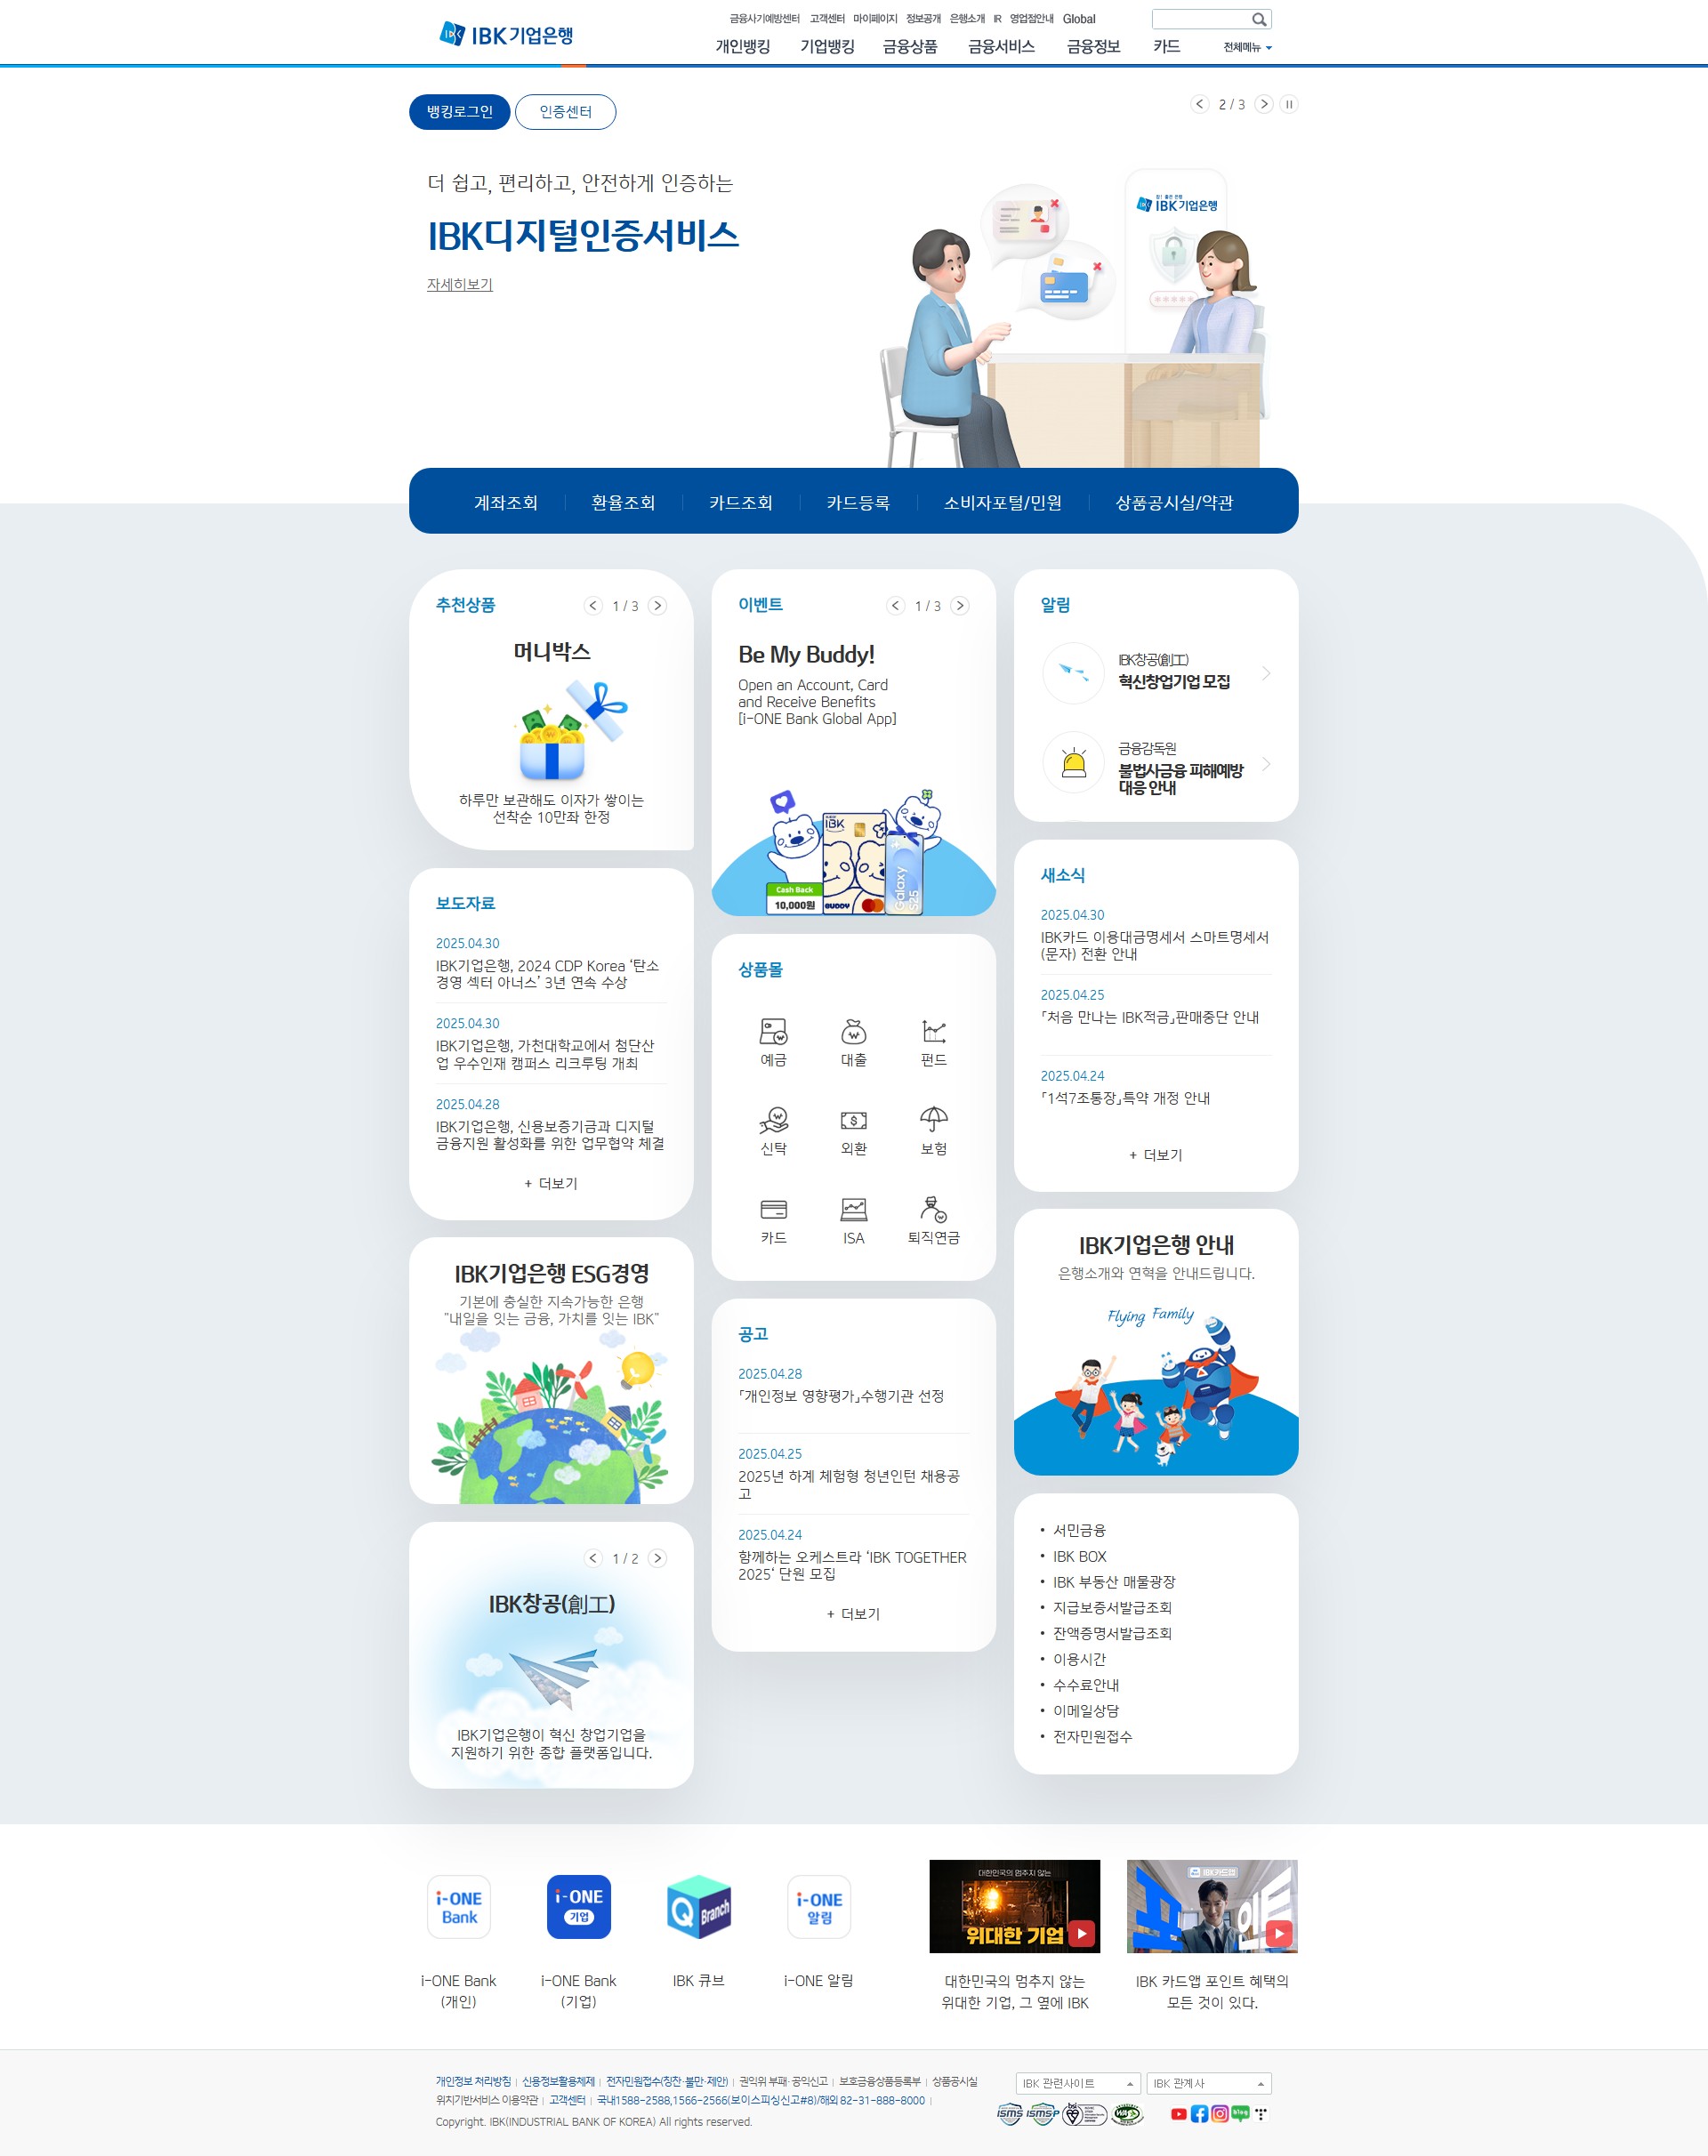 IBK기업은행
금융사기예방센터 고객센터 마이페이지 정보공개 은행소개 IR 영업점안내 Global
개인뱅킹 기업뱅킹 금융상품 금융서비스 금융정보 카드 전체메뉴
뱅킹로그인 인증센터
2 / 3
더 쉽고, 편리하고, 안전하게 인증하는
IBK디지털인증서비스
자세히보기
IBK기업은행
계좌조회 환율조회 카드조회 카드등록 소비자포털/민원 상품공시실/약관
추천상품
1 / 3
머니박스
하루만 보관해도 이자가 쌓이는
선착순 10만좌 한정
보도자료
2025.04.30
IBK기업은행, 2024 CDP Korea ‘탄소
경영 섹터 아너스’ 3년 연속 수상
2025.04.30
IBK기업은행, 가천대학교에서 첨단산
업 우수인재 캠퍼스 리크루팅 개최
2025.04.28
IBK기업은행, 신용보증기금과 디지털
금융지원 활성화를 위한 업무협약 체결
+ 더보기
IBK기업은행 ESG경영
기본에 충실한 지속가능한 은행
"내일을 잇는 금융, 가치를 잇는 IBK"
1 / 2
IBK창공(創工)
IBK기업은행이 혁신 창업기업을
지원하기 위한 종합 플랫폼입니다.
이벤트
1 / 3
Be My Buddy!
Open an Account, Card
and Receive Benefits
[i-ONE Bank Global App]
IBK
Cash Back
10,000원
BUDDY
Galaxy
S25
상품몰
예금 대출 펀드
신탁 외환 보험
카드 ISA 퇴직연금
공고
2025.04.28
「개인정보 영향평가」수행기관 선정
2025.04.25
2025년 하계 체험형 청년인턴 채용공
고
2025.04.24
함께하는 오케스트라 ‘IBK TOGETHER
2025‘ 단원 모집
+ 더보기
알림
IBK창공(創工)
혁신창업기업 모집
금융감독원
불법사금융 피해예방
대응 안내
새소식
2025.04.30
IBK카드 이용대금명세서 스마트명세서
(문자) 전환 안내
2025.04.25
「처음 만나는 IBK적금」판매중단 안내
2025.04.24
「1석7조통장」특약 개정 안내
+ 더보기
IBK기업은행 안내
은행소개와 연혁을 안내드립니다.
Flying Family
• 서민금융
• IBK BOX
• IBK 부동산 매물광장
• 지급보증서발급조회
• 잔액증명서발급조회
• 이용시간
• 수수료안내
• 이메일상담
• 전자민원접수
i-ONE
Bank
i-ONE
기업
Q Branch
i-ONE
알림
i-ONE Bank
(개인)
i-ONE Bank
(기업)
IBK 큐브
i-ONE 알림
대한민국의 멈추지 않는
위대한 기업
IBK카드앱
포인트
대한민국의 멈추지 않는
위대한 기업, 그 옆에 IBK
IBK 카드앱 포인트 혜택의
모든 것이 있다.
개인정보 처리방침 신용정보활용체제 전자민원접수(칭찬·불만·제안) 권익위 부패·공익신고 보호금융상품등록부 상품공시실
위치기반서비스 이용약관 고객센터 국내1588-2588,1566-2566(보이스피싱신고#8)/해외 82-31-888-8000
Copyright. IBK(INDUSTRIAL BANK OF KOREA) All rights reserved.
IBK 관련사이트 IBK 관계사
ISMS ISMS-P
blog